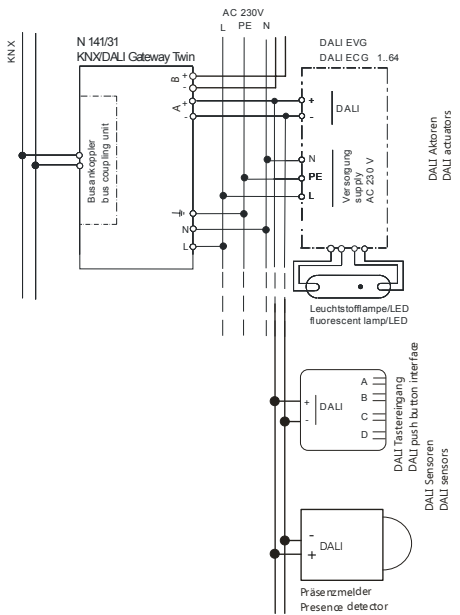 AC 230V
L PE N
KNX
N 141/31
KNX/DALI Gateway Twin
B + -
A + -
Busankoppler
bus coupling unit
N
L
DALI EVG
DALI ECG 1..64
+
-
DALI
N
PE
L
Versorgung
supply
AC 230 V
DALI Aktoren
DALI actuators
Leuchtstofflampe/LED
fluorescent lamp/LED
+
-
DALI
A
B
C
D
DALI Tastereingang
DALI push button interface
DALI Sensoren
DALI sensors
-
+
DALI
Präsenzmelder
Presence detector